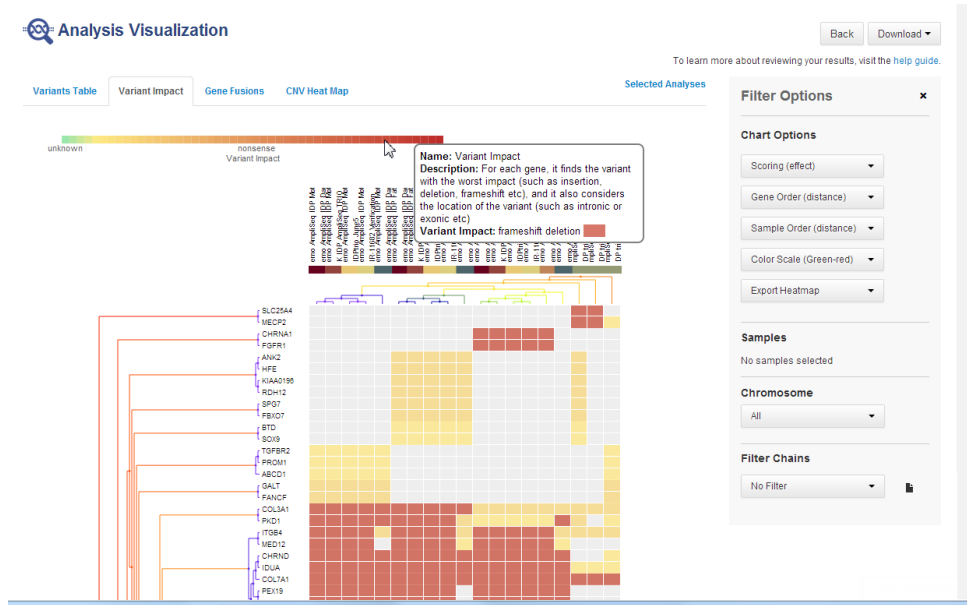 Analysis Visualization
Back
Download
To learn more about reviewing your results, visit the help guide.
Variants Table
Variant Impact
Gene Fusions
CNV Heat Map
Selected Analyses
unknown
nonsense
Variant Impact
Name: Variant Impact
Description: For each gene, it finds the variant
with the worst impact (such as insertion,
deletion, frameshift etc), and it also considers
the location of the variant (such as intronic or
exonic etc)
Variant Impact: frameshift deletion
SLC25A4
MECP2
CHRNA1
FGFR1
ANK2
HFE
KIAA0196
RDH12
SPG7
FBXO7
BTD
SOX9
TGFBR2
PROM1
ABCD1
GALT
FANCF
COL3A1
PKD1
ITGB4
MED12
CHRND
IDUA
COL7A1
PEX19
Filter Options
×
Chart Options
Scoring (effect)
Gene Order (distance)
Sample Order (distance)
Color Scale (Green-red)
Export Heatmap
Samples
No samples selected
Chromosome
All
Filter Chains
No Filter